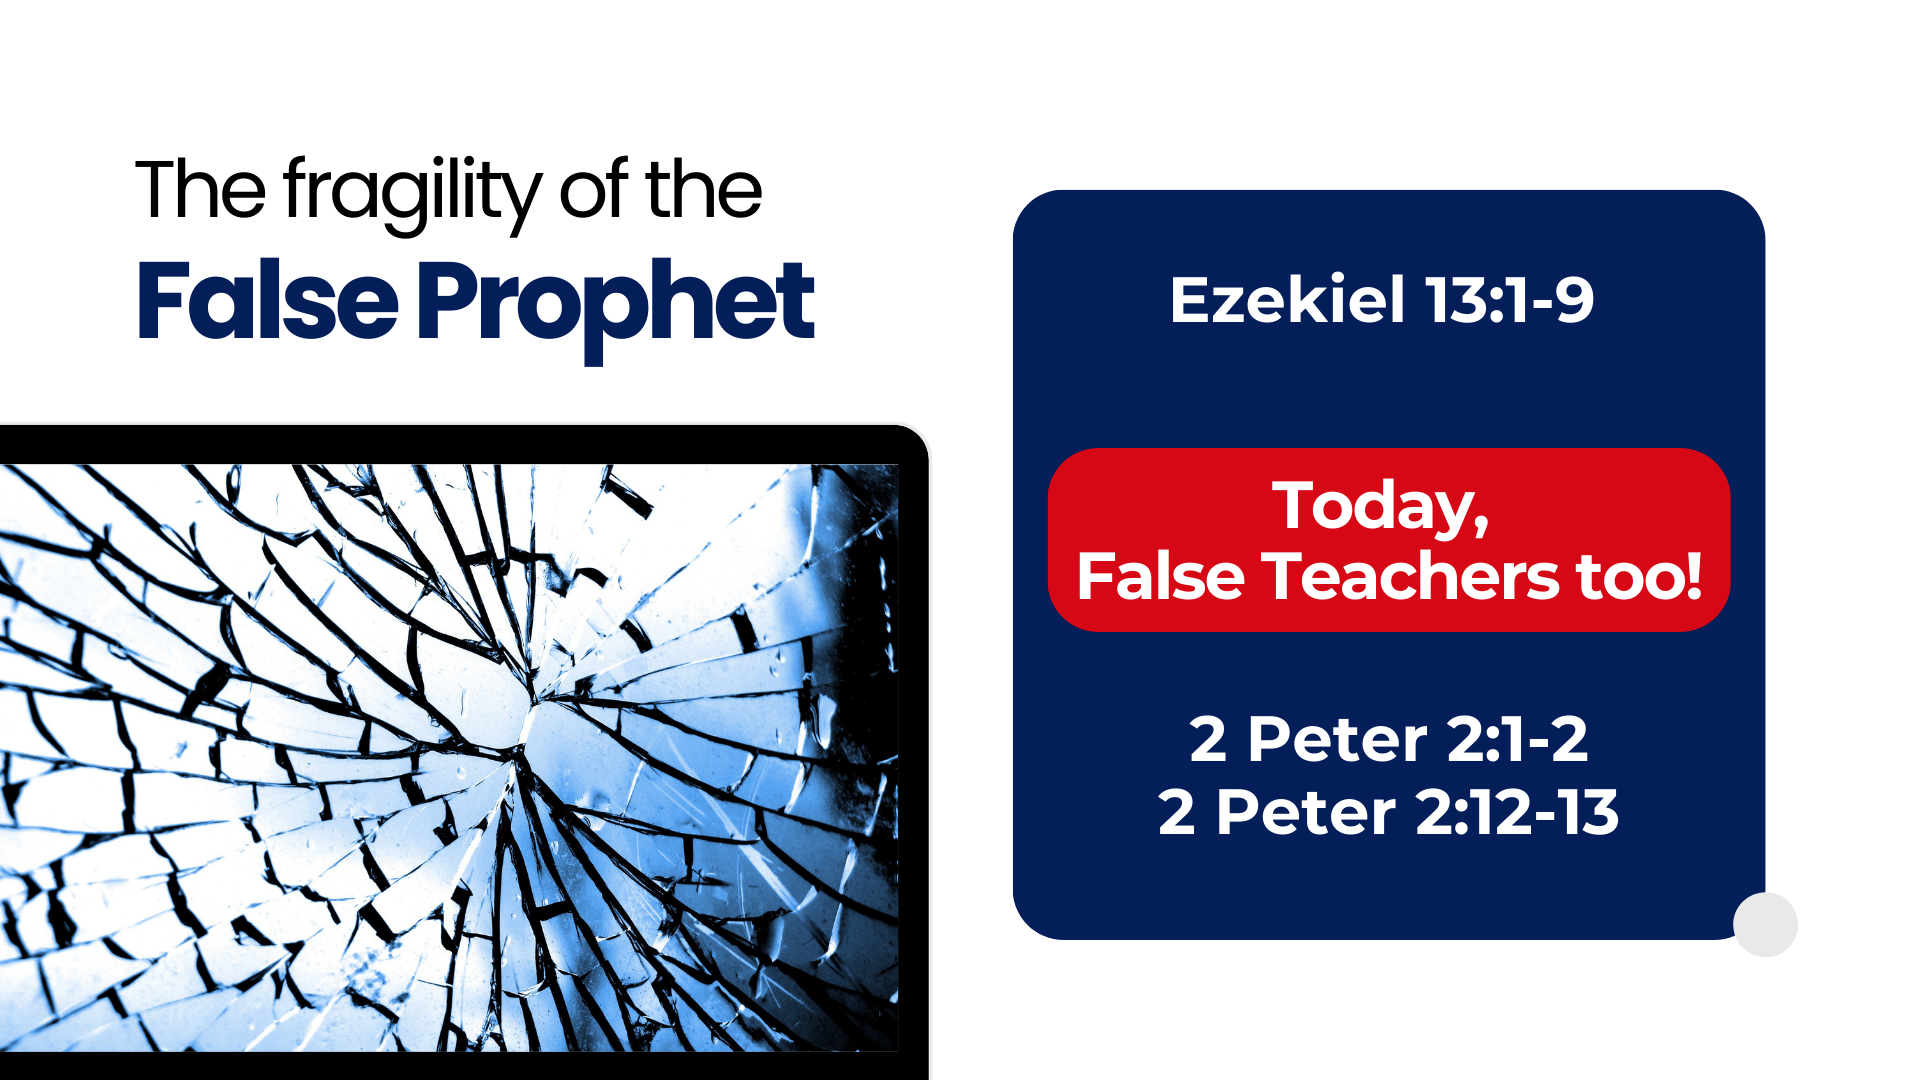 The fragility of the
False Prophet
Ezekiel 13:1-9
Today,
False Teachers too!
2 Peter 2:1-2
2 Peter 2:12-13